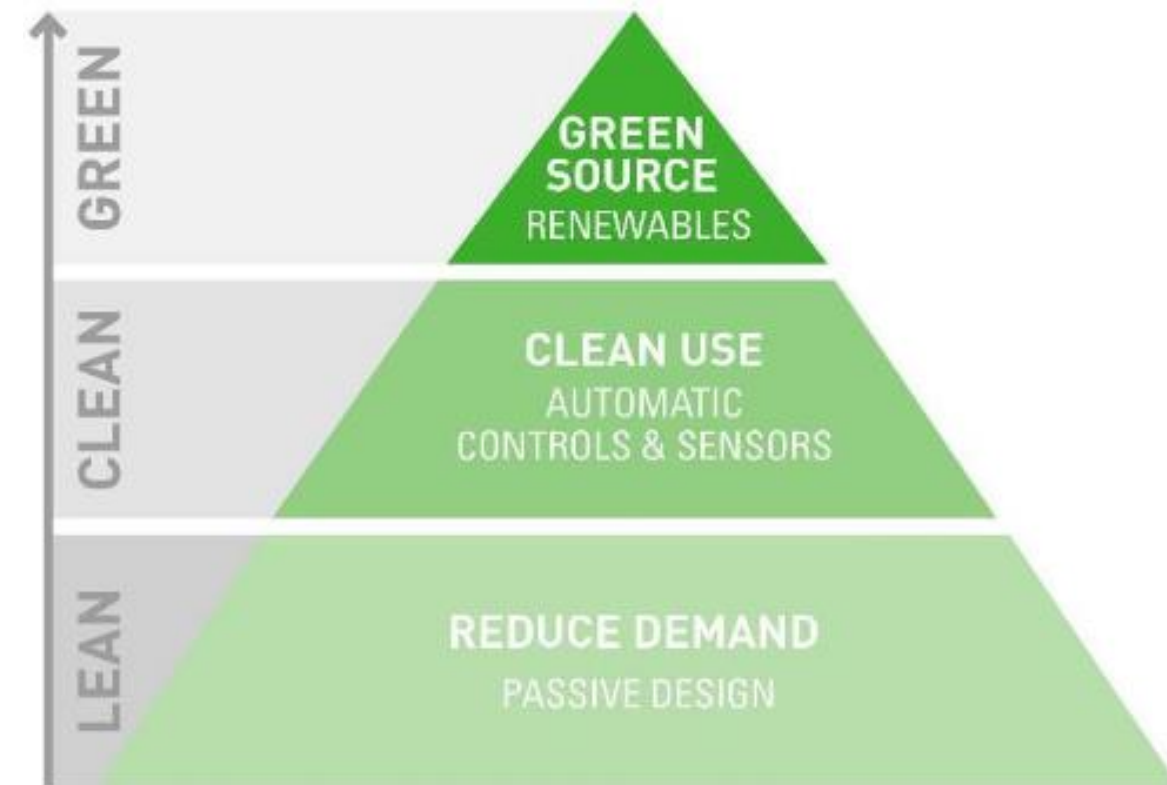 GREEN
GREEN
SOURCE
RENEWABLES
CLEAN
CLEAN USE
AUTOMATIC
CONTROLS & SENSORS
LEAN
REDUCE DEMAND
PASSIVE DESIGN